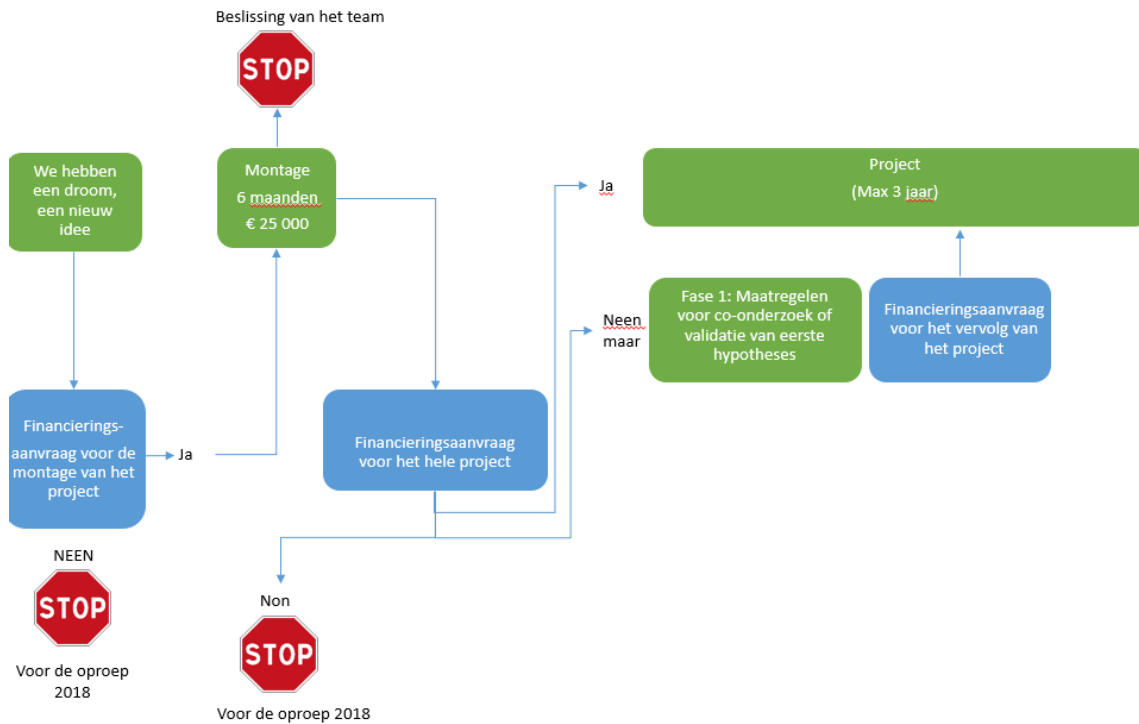 Beslissing van het team
STOP
We hebben
een droom,
een nieuw
idee
Montage
6 maanden
€ 25 000
Ja
Project
(Max 3 jaar)
Neen
maar
Fase 1: Maatregelen
voor co-onderzoek of
validatie van eerste
hypotheses
Financieringsaanvraag
voor het vervolg van
het project
Financierings-
aanvraag voor de
montage van het
project
Ja
Financieringsaanvraag
voor het hele project
NEEN
STOP
Voor de oproep
2018
Non
STOP
Voor de oproep 2018